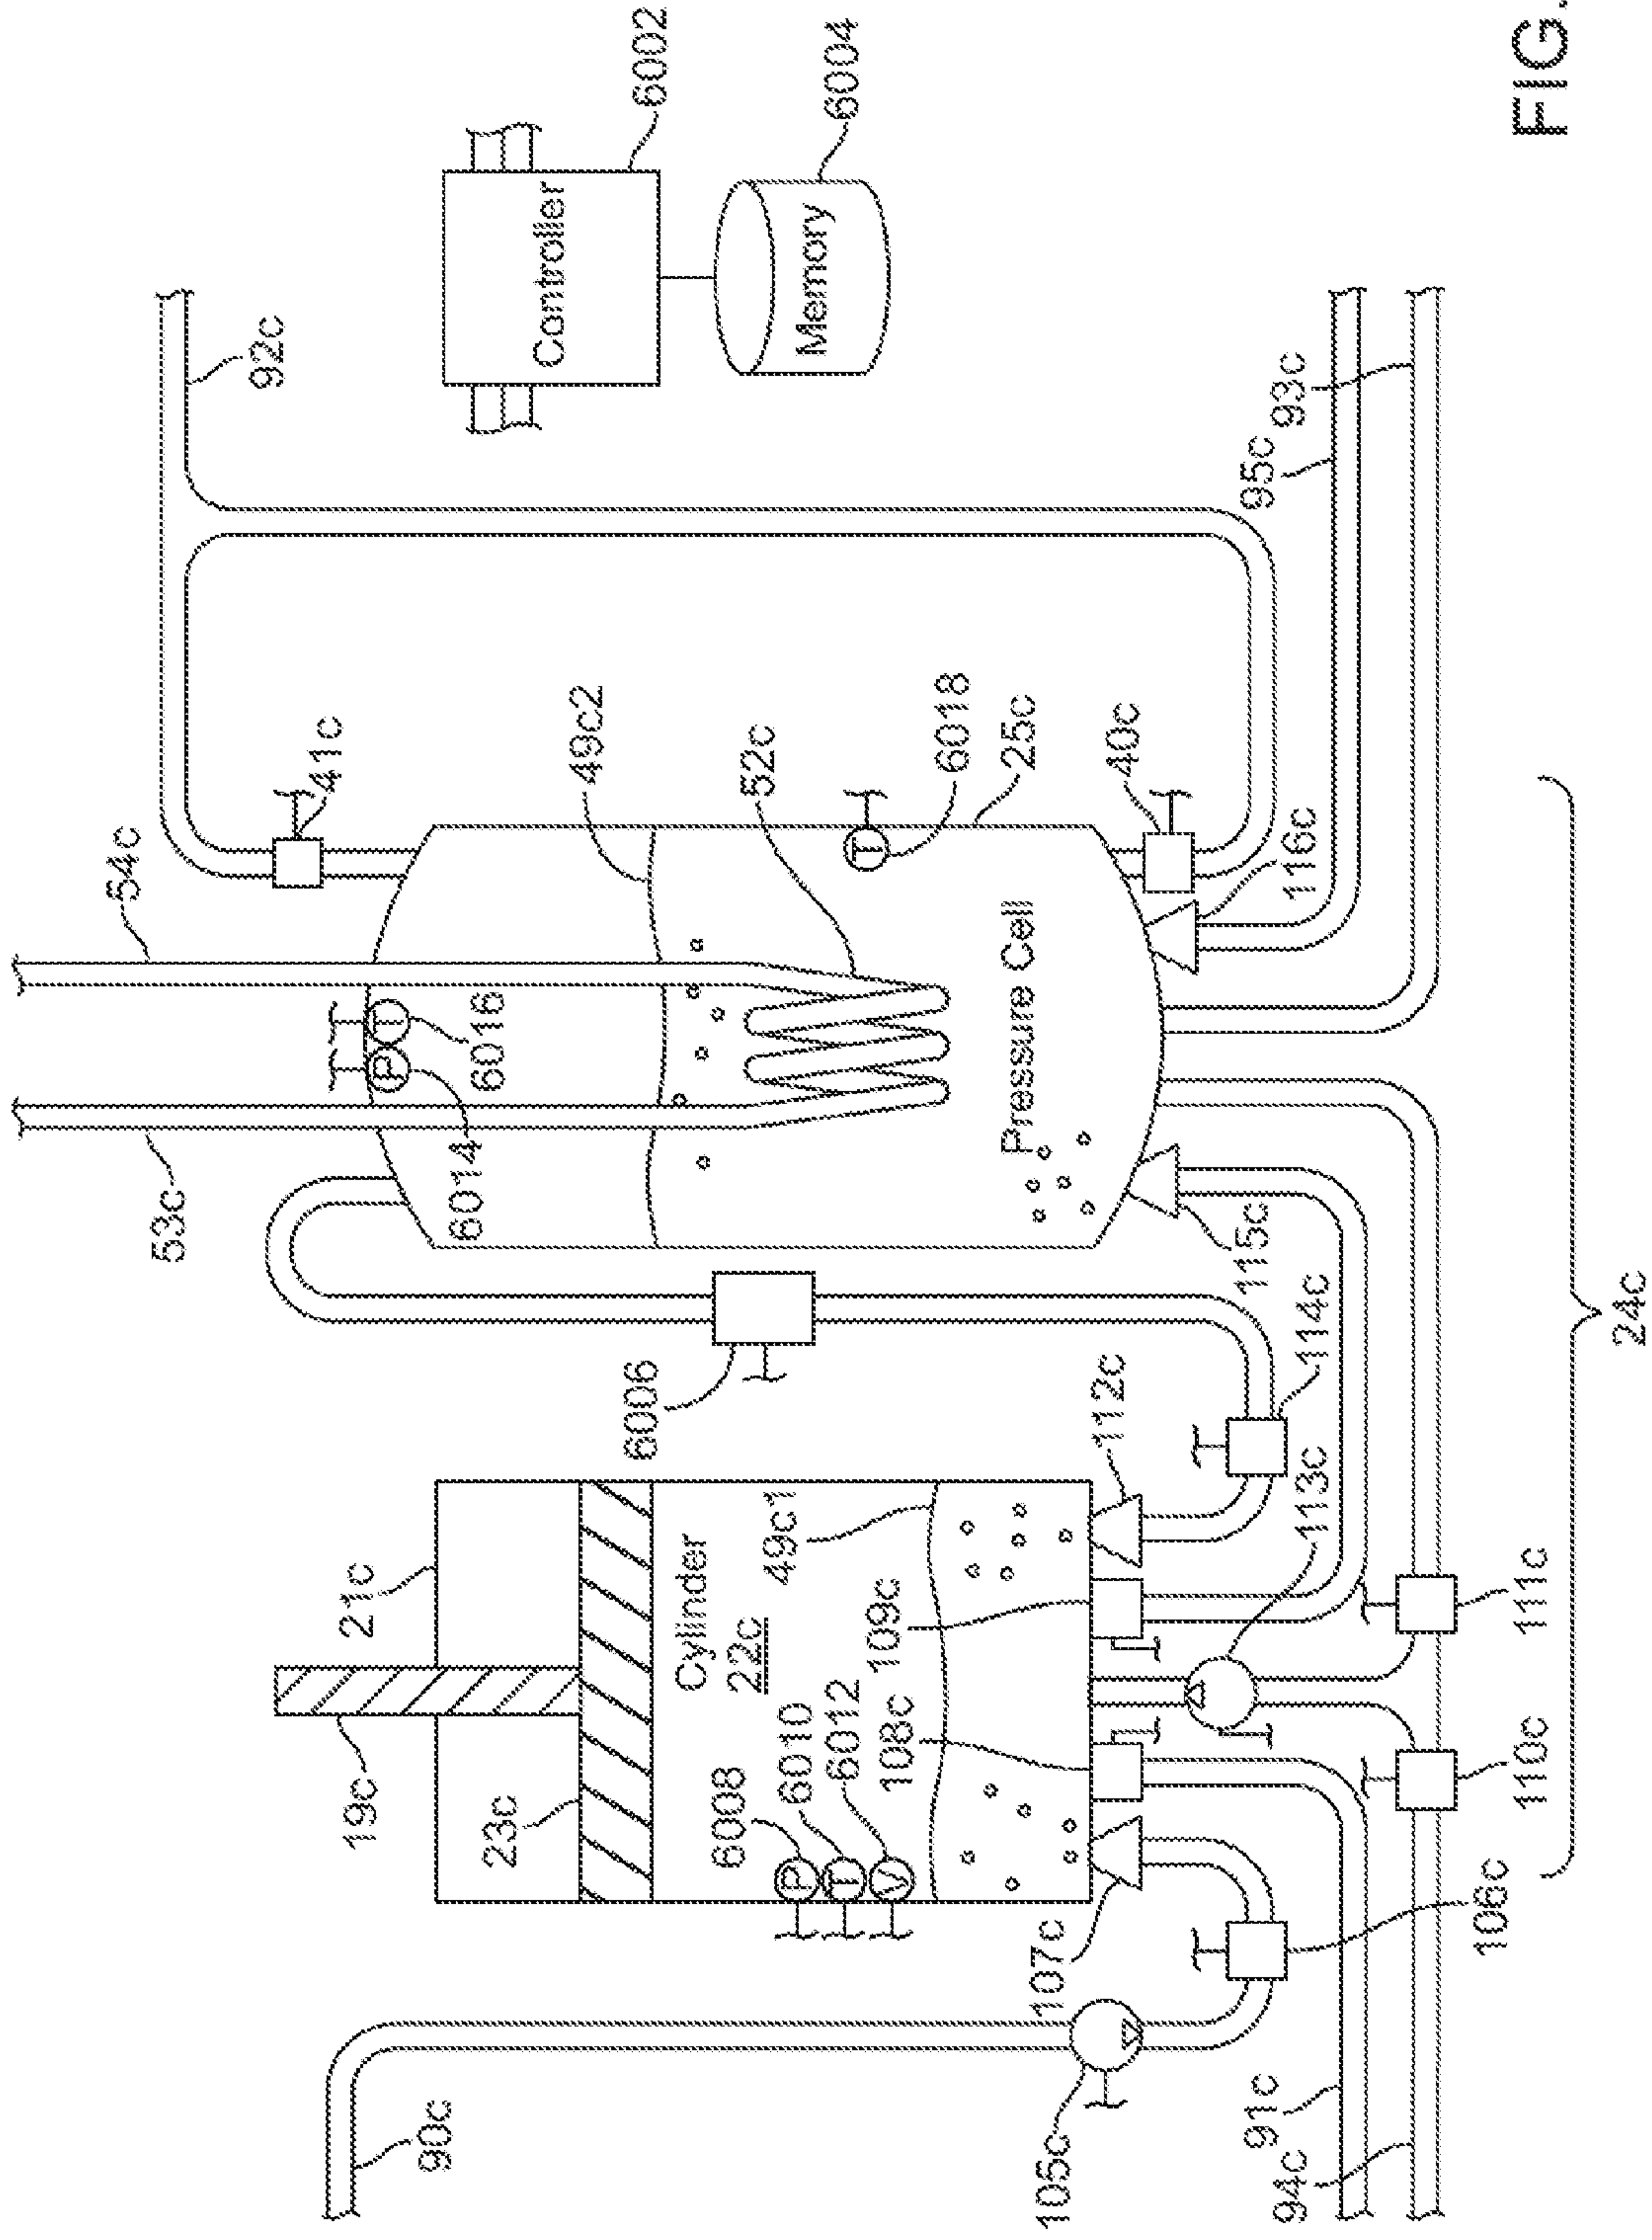 90c
105c
91c
94c
106c
107c
19c
21c
23c
Cylinder
22c
6008
P
6010
T
6012
V
108c
109c
49c1
110c
111c
113c
112c
114c
6006
24c
53c
54c
6014
P
6016
T
115c
Pressure Cell
49c2
52c
T
6018
25c
41c
40c
116c
92c
95c
93c
Controller
6002
Memory
6004
FIG.